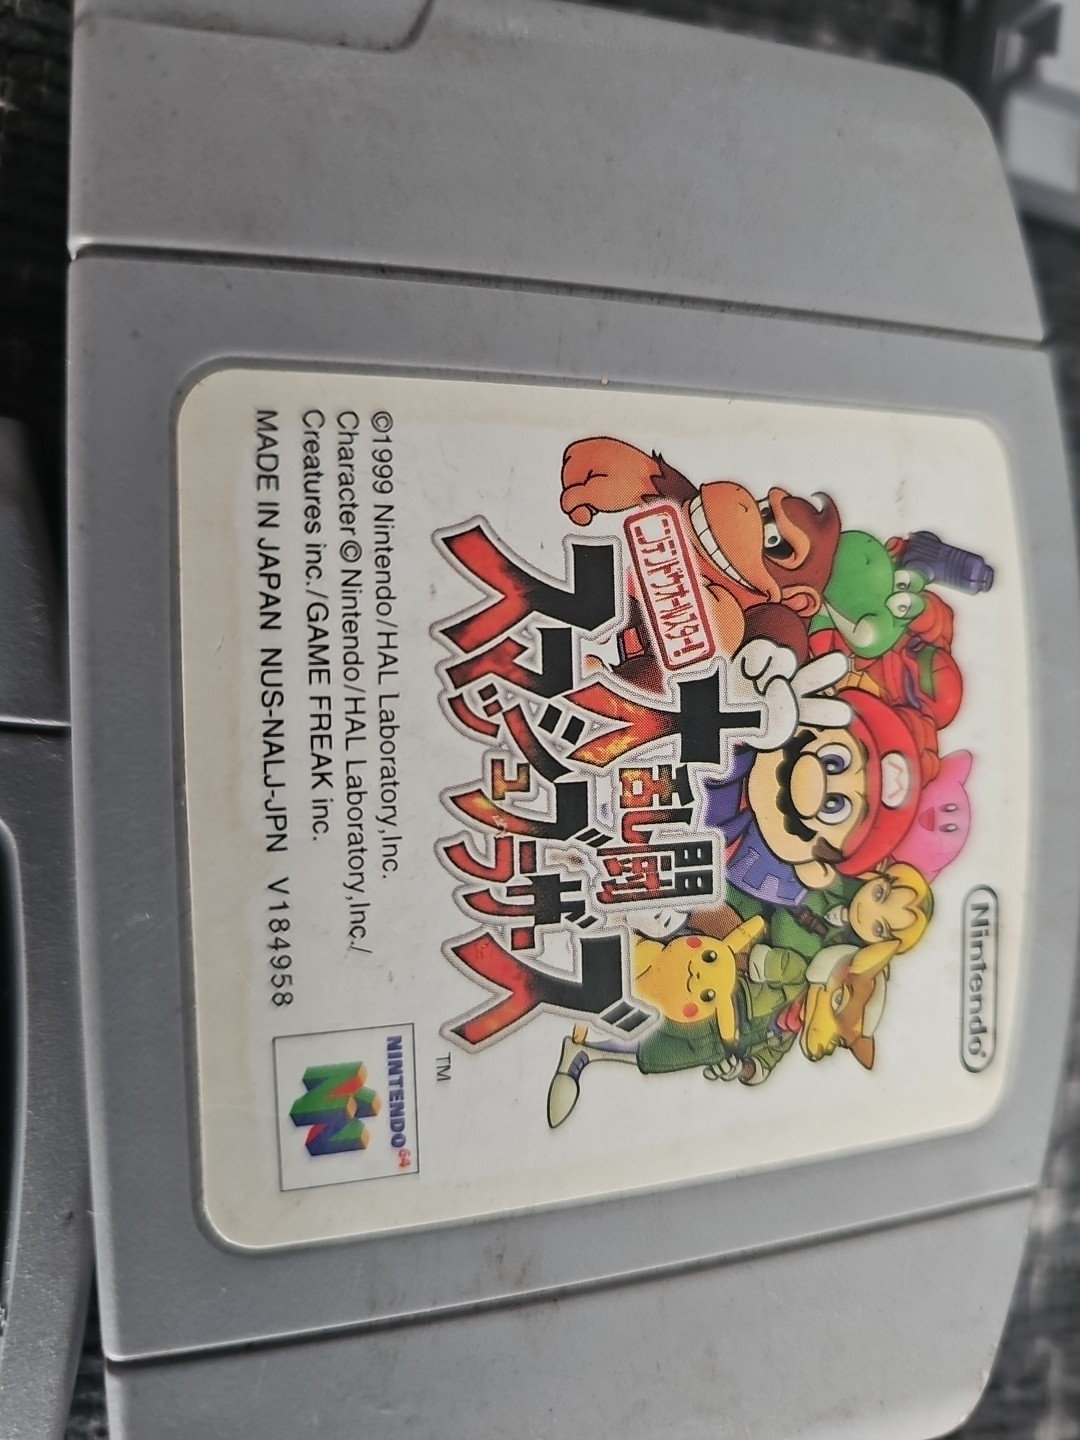 Nintendo®
ニンテンドウオールスター!
大乱闘
スマッシュブラザーズ
TM
©1999 Nintendo/HAL Laboratory,Inc.
Character©Nintendo/HAL Laboratory,Inc./
Creatures inc./GAME FREAK inc.
MADE IN JAPAN NUS-NALJ-JPN V184958
NINTENDO64